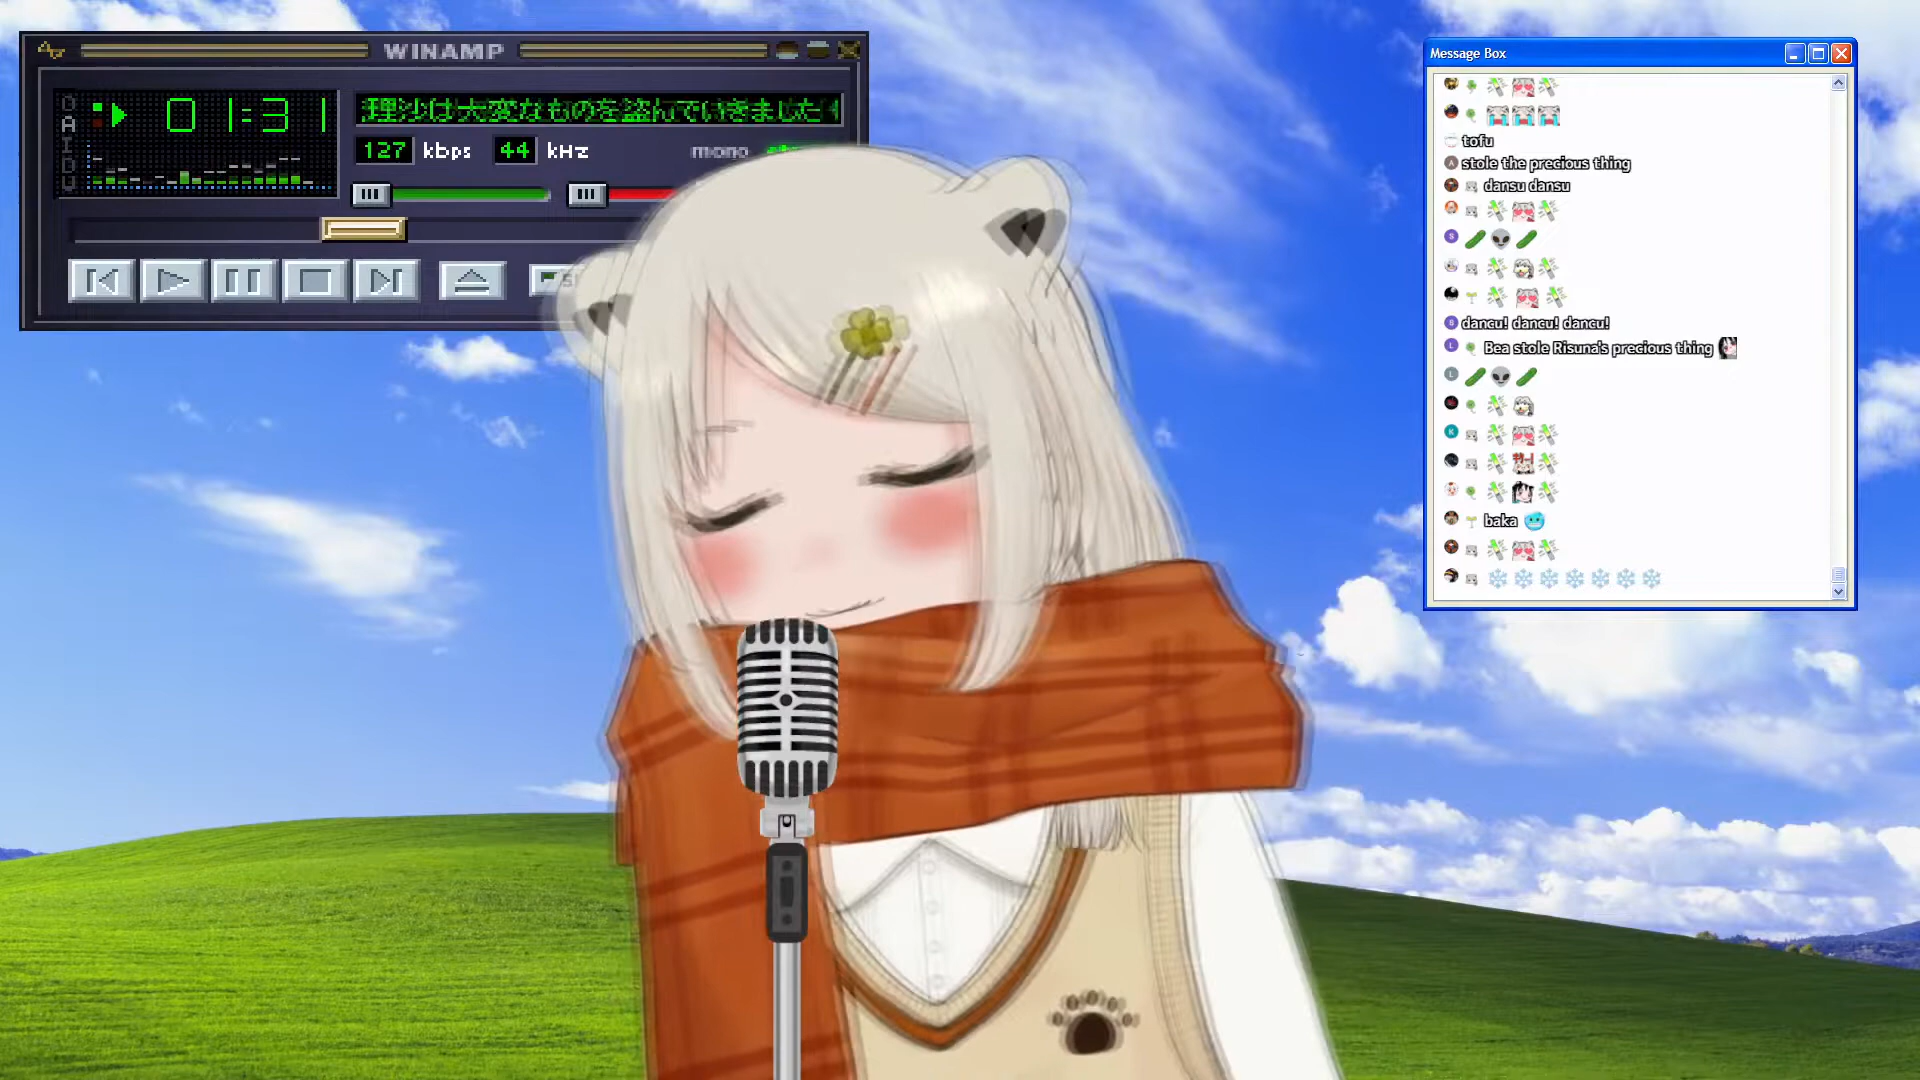 WINAMP
01:31
理沙は大変なものを盗んでいきました
127 kbps 44 kHz mono
OAIDV
Message Box
tofu
A stole the precious thing
dansu dansu
S
S dancu! dancu! dancu!
L Bea stole Risuna's precious thing
L
K
baka